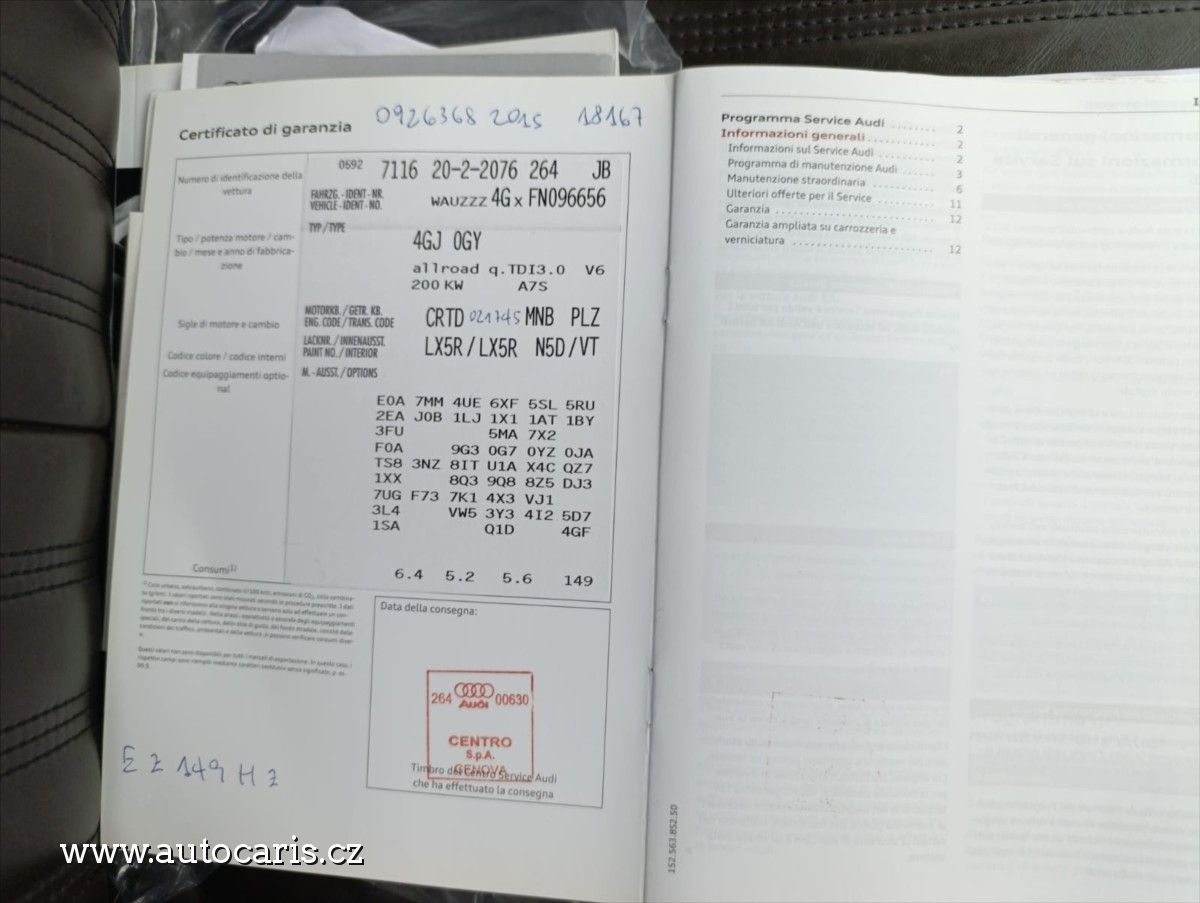 Certificato di garanzia
0926368 2015 18167
Numero di identificazione della
vettura
0692 7116 20-2-2076 264 JB
FAHRZG.-IDENT-NR.
VEHICLE-IDENT-NO. WAUZZZ 4G x FN096656
TYP/TYPE
Tipo / potenza motore / cam-
bio / mese e anno di fabbrica-
zione
4GJ 0GY
allroad q.TDI3.0 V6
200 KW A7S
Sigle di motore e cambio
MOTORKB./GETR. KB.
ENG. CODE/TRANS. CODE
CRTD 021745 MNB PLZ
Codice colore / codice interni
LACKNR./INNENAUSST.
PAINT NO./INTERIOR
LX5R/LX5R N5D/VT
Codice equipaggiamenti optio-
nal
M.-AUSST./OPTIONS
E0A 7MM 4UE 6XF 5SL 5RU
2EA J0B 1LJ 1X1 1AT 1BY
3FU 5MA 7X2
F0A 9G3 0G7 0YZ 0JA
TS8 3NZ 8IT U1A X4C QZ7
1XX 8Q3 9Q8 8Z5 DJ3
7UG F73 7K1 4X3 VJ1
3L4 VW5 3Y3 4I2 5D7
1SA Q1D 4GF
Consumi1)
6.4 5.2 5.6 149
Data della consegna:
264 Audi 00630
CENTRO
S.p.A.
GENOVA
Timbro del Centro Service Audi
che ha effettuato la consegna
EZ 149 HZ
www.autocaris.cz
Programma Service Audi ........ 2
Informazioni generali ........ 2
Informazioni sul Service Audi ........ 2
Programma di manutenzione Audi ........ 3
Manutenzione straordinaria ........ 6
Ulteriori offerte per il Service ........ 11
Garanzia ........ 12
Garanzia ampliata su carrozzeria e
verniciatura ........ 12
152.563.852.50